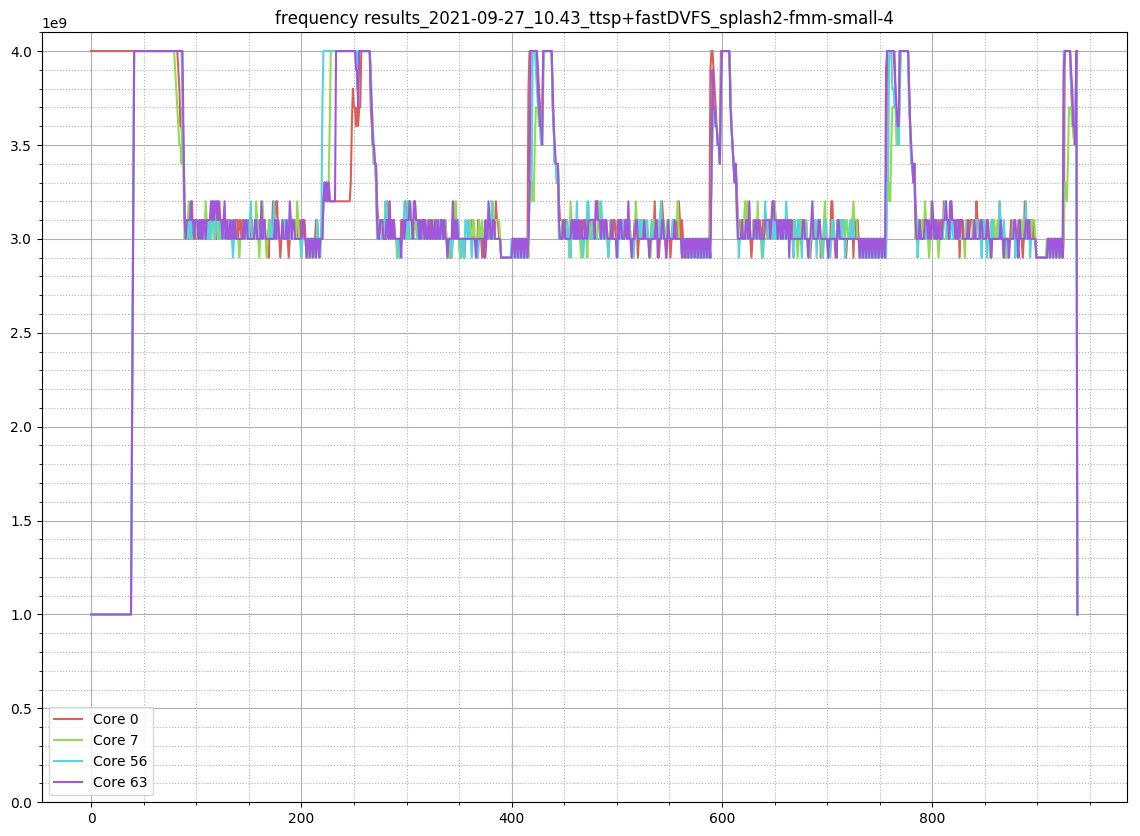 frequency results_2021-09-27_10.43_ttsp+fastDVFS_splash2-fmm-small-4
1e9
4.0
3.5
3.0
2.5
2.0
1.5
1.0
0.5
0.0
Core 0
Core 7
Core 56
Core 63
0 200 400 600 800